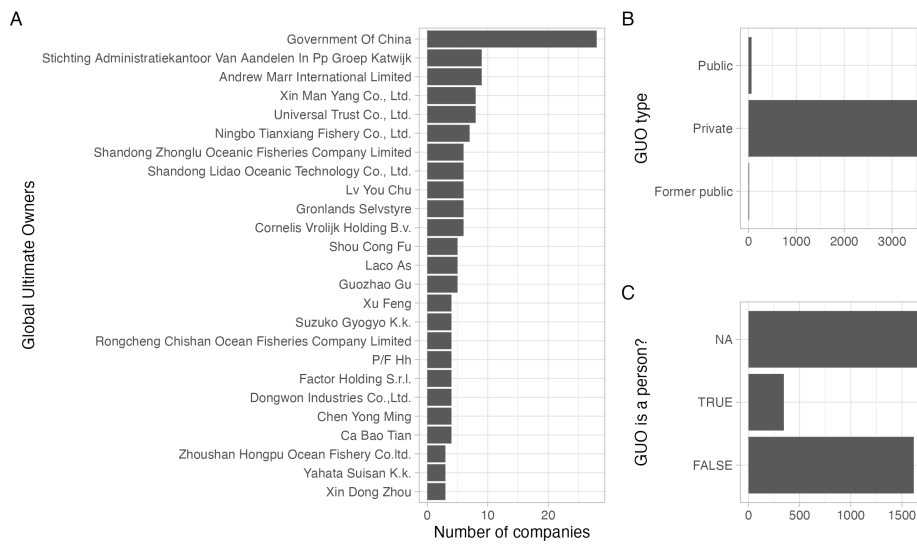 A
Global Ultimate Owners
Government Of China
Stichting Administratiekantoor Van Aandelen In Pp Groep Katwijk
Andrew Marr International Limited
Xin Man Yang Co., Ltd.
Universal Trust Co., Ltd.
Ningbo Tianxiang Fishery Co., Ltd.
Shandong Zhonglu Oceanic Fisheries Company Limited
Shandong Lidao Oceanic Technology Co., Ltd.
Lv You Chu
Gronlands Selvstyre
Cornelis Vrolijk Holding B.v.
Shou Cong Fu
Laco As
Guozhao Gu
Xu Feng
Suzuko Gyogyo K.k.
Rongcheng Chishan Ocean Fisheries Company Limited
P/F Hh
Factor Holding S.r.l.
Dongwon Industries Co.,Ltd.
Chen Yong Ming
Ca Bao Tian
Zhoushan Hongpu Ocean Fishery Co.ltd.
Yahata Suisan K.k.
Xin Dong Zhou
0 10 20
Number of companies
B
GUO type
Public
Private
Former public
0 1000 2000 3000
C
GUO is a person?
NA
TRUE
FALSE
0 500 1000 1500